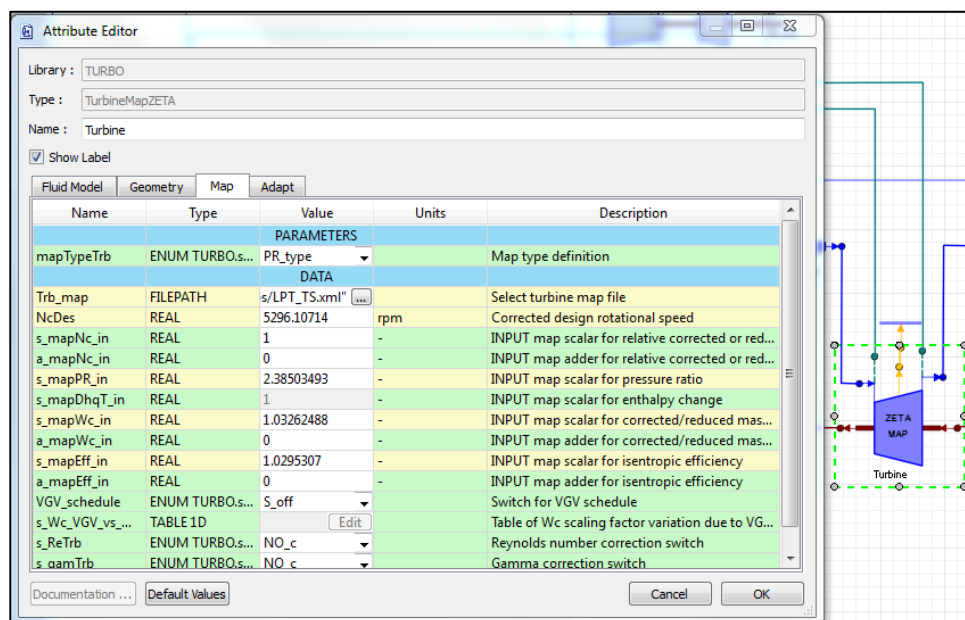 Attribute Editor
Library : TURBO
Type : TurbineMapZETA
Name : Turbine
Show Label
Fluid Model Geometry Map Adapt
Name Type Value Units Description
PARAMETERS
mapTypeTrb ENUM TURBO.s... PR_type Map type definition
DATA
Trb_map FILEPATH s/LPT_TS.xml" ... Select turbine map file
NcDes REAL 5296.10714 rpm Corrected design rotational speed
s_mapNc_in REAL 1 - INPUT map scalar for relative corrected or red...
a_mapNc_in REAL 0 - INPUT map adder for relative corrected or red...
s_mapPR_in REAL 2.38503493 - INPUT map scalar for pressure ratio
s_mapDhqT_in REAL 1 - INPUT map scalar for enthalpy change
s_mapWc_in REAL 1.03262488 - INPUT map scalar for corrected/reduced mas...
a_mapWc_in REAL 0 - INPUT map adder for corrected/reduced mas...
s_mapEff_in REAL 1.0295307 - INPUT map scalar for isentropic efficiency
a_mapEff_in REAL 0 - INPUT map adder for isentropic efficiency
VGV_schedule ENUM TURBO.s... S_off Switch for VGV schedule
s_Wc_VGV_vs_... TABLE 1D Edit Table of Wc scaling factor variation due to VG...
s_ReTrb ENUM TURBO.s... NO_c Reynolds number correction switch
s_gamTrb ENUM TURBO.s... NO_c Gamma correction switch
Documentation ... Default Values Cancel OK
ZETA
MAP
Turbine